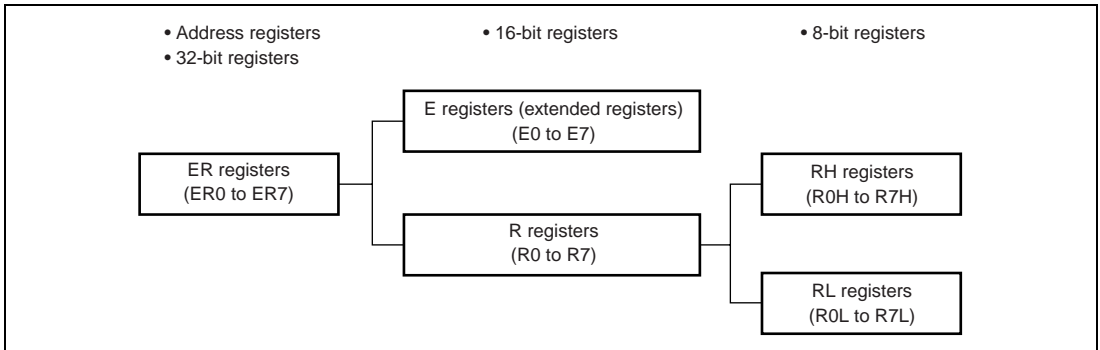 • Address registers
• 32-bit registers
• 16-bit registers
• 8-bit registers
E registers (extended registers)
(E0 to E7)
ER registers
(ER0 to ER7)
RH registers
(R0H to R7H)
R registers
(R0 to R7)
RL registers
(R0L to R7L)